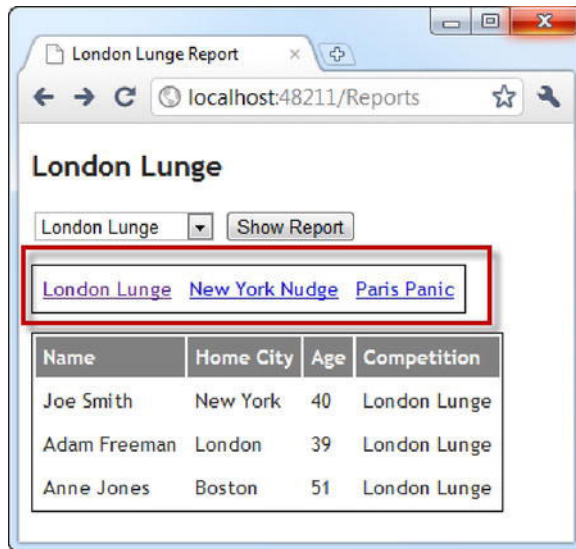 London Lunge Report
localhost:48211/Reports
London Lunge
London Lunge Show Report
London Lunge New York Nudge Paris Panic
Name Home City Age Competition
Joe Smith New York 40 London Lunge
Adam Freeman London 39 London Lunge
Anne Jones Boston 51 London Lunge